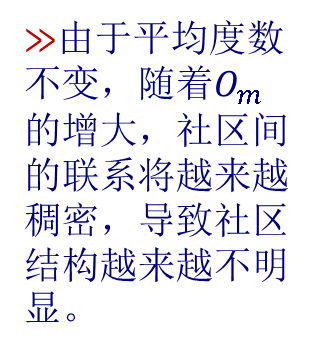 ≫由于平均度数
不变，随着Oₘ
的增大，社区间
的联系将越来越
稠密，导致社区
结构越来越不明
显。